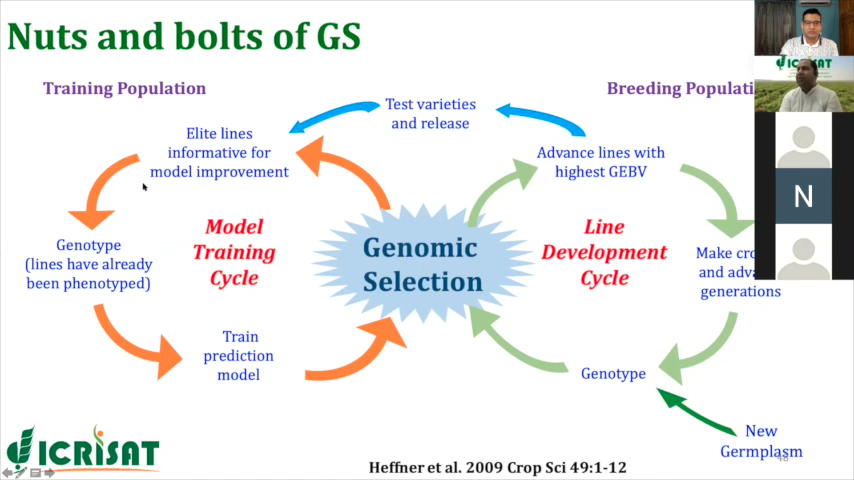 Nuts and bolts of GS
Training Population
Breeding
Test varieties
and release
Elite lines
informative for
model improvement
Advance lines with
highest GEBV
Genotype
(lines have already
been phenotyped)
Model
Training
Cycle
Genomic
Selection
Line
Development
Cycle
Make
and
generations
Train
prediction
model
Genotype
New
Germplasm
ICRISAT
Heffner et al. 2009 Crop Sci 49:1-12
ICRISAT
N